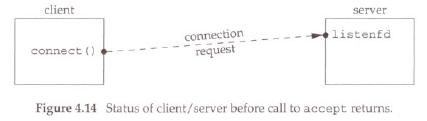 client
server
connect()
connection
request
listenfd
Figure 4.14 Status of client/server before call to accept returns.